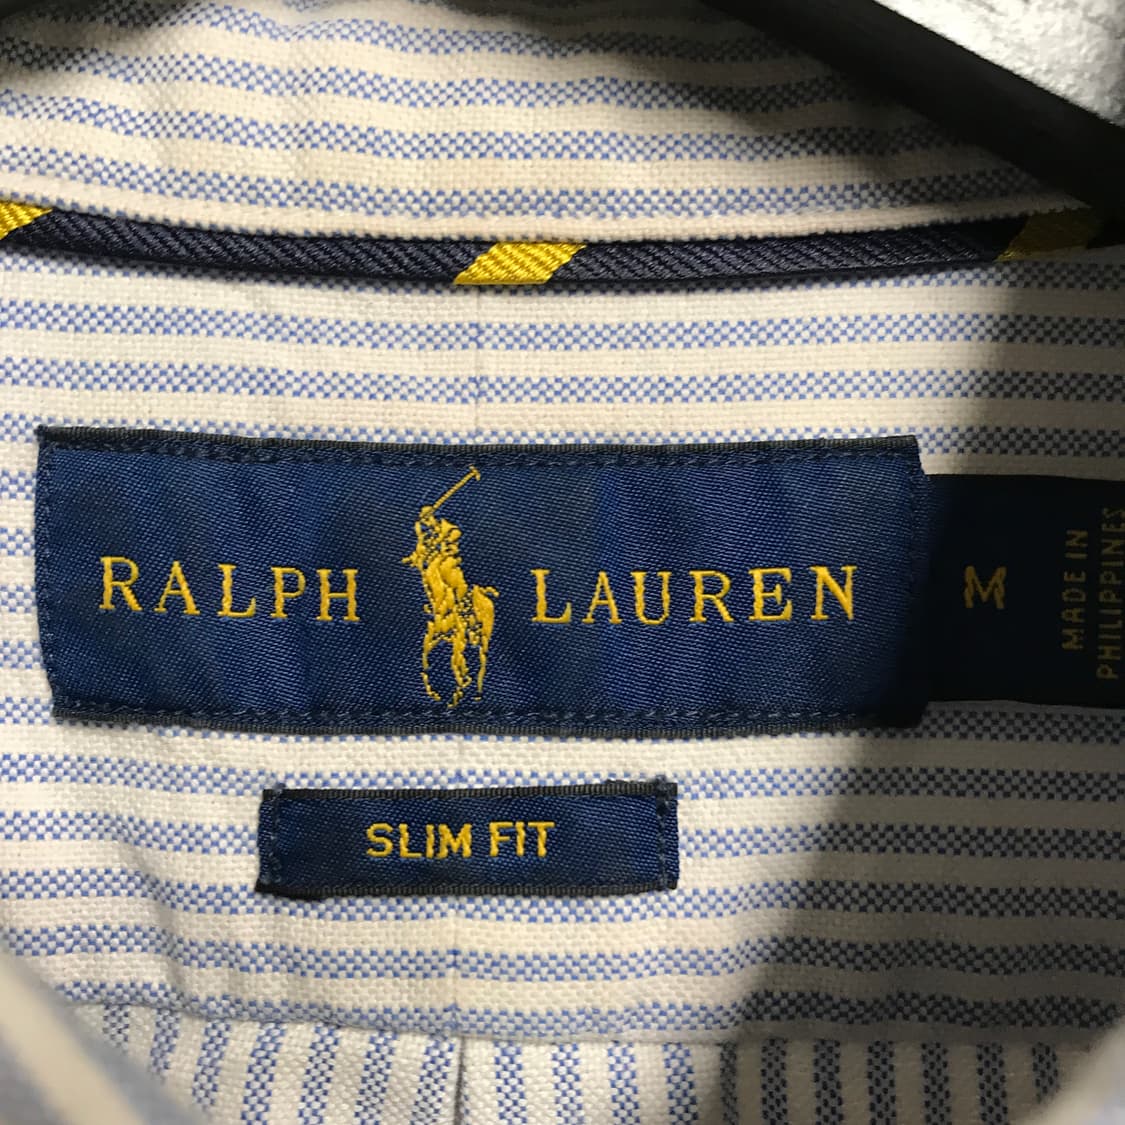 RALPH LAUREN
M
MADE IN
PHILIPPINES
SLIM FIT